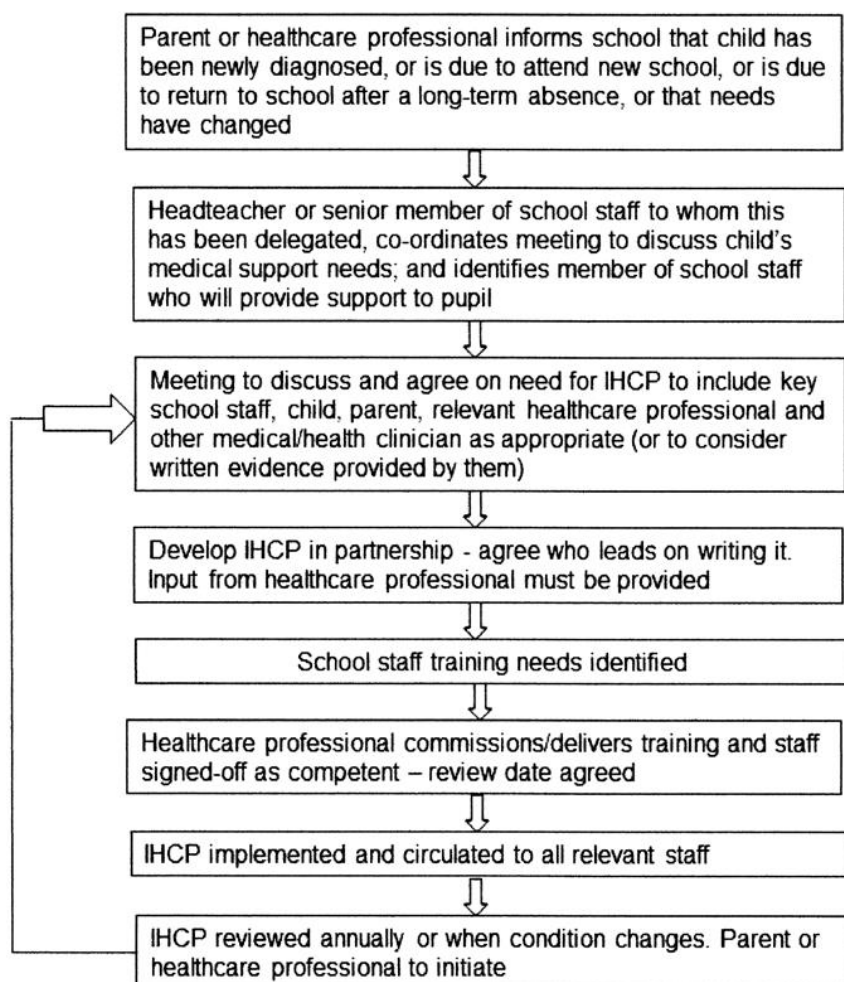 Parent or healthcare professional informs school that child has
been newly diagnosed, or is due to attend new school, or is due
to return to school after a long-term absence, or that needs
have changed
Headteacher or senior member of school staff to whom this
has been delegated, co-ordinates meeting to discuss child's
medical support needs; and identifies member of school staff
who will provide support to pupil
Meeting to discuss and agree on need for IHCP to include key
school staff, child, parent, relevant healthcare professional and
other medical/health clinician as appropriate (or to consider
written evidence provided by them)
Develop IHCP in partnership - agree who leads on writing it.
Input from healthcare professional must be provided
School staff training needs identified
Healthcare professional commissions/delivers training and staff
signed-off as competent – review date agreed
IHCP implemented and circulated to all relevant staff
IHCP reviewed annually or when condition changes. Parent or
healthcare professional to initiate